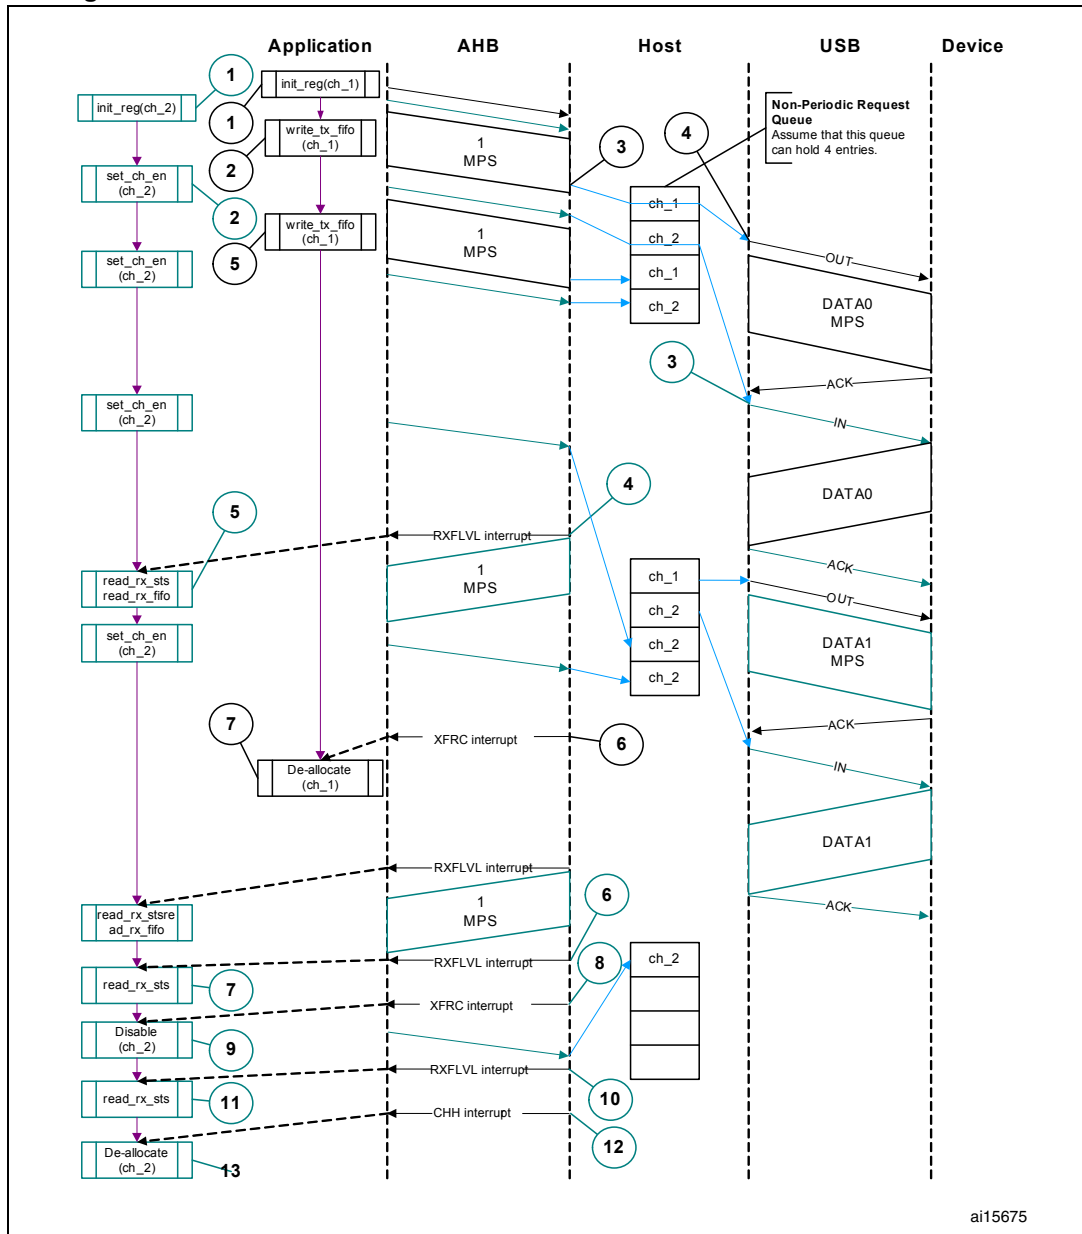 Application AHB Host USB Device
1
init_reg(ch_1)
init_reg(ch_2)
1
Non-Periodic Request
Queue
Assume that this queue
can hold 4 entries.
write_tx_fifo
(ch_1)
1
MPS
3
4
2
set_ch_en
(ch_2)
2
ch_1
write_tx_fifo
(ch_1)
1
MPS
ch_2
5
set_ch_en
(ch_2)
OUT
ch_1
ch_2
DATA0
MPS
3
ACK
set_ch_en
(ch_2)
IN
4
DATA0
5
RXFLVL interrupt
ACK
read_rx_sts
read_rx_fifo
1
MPS
ch_1
OUT
ch_2
set_ch_en
(ch_2)
ch_2
DATA1
MPS
ch_2
7
ACK
XFRC interrupt
6
De-allocate
(ch_1)
IN
DATA1
RXFLVL interrupt
6
read_rx_stsre
ad_rx_fifo
1
MPS
ACK
RXFLVL interrupt
8
ch_2
read_rx_sts
7
XFRC interrupt
Disable
(ch_2)
9
RXFLVL interrupt
read_rx_sts
11
10
CHH interrupt
12
De-allocate
(ch_2)
13
ai15675